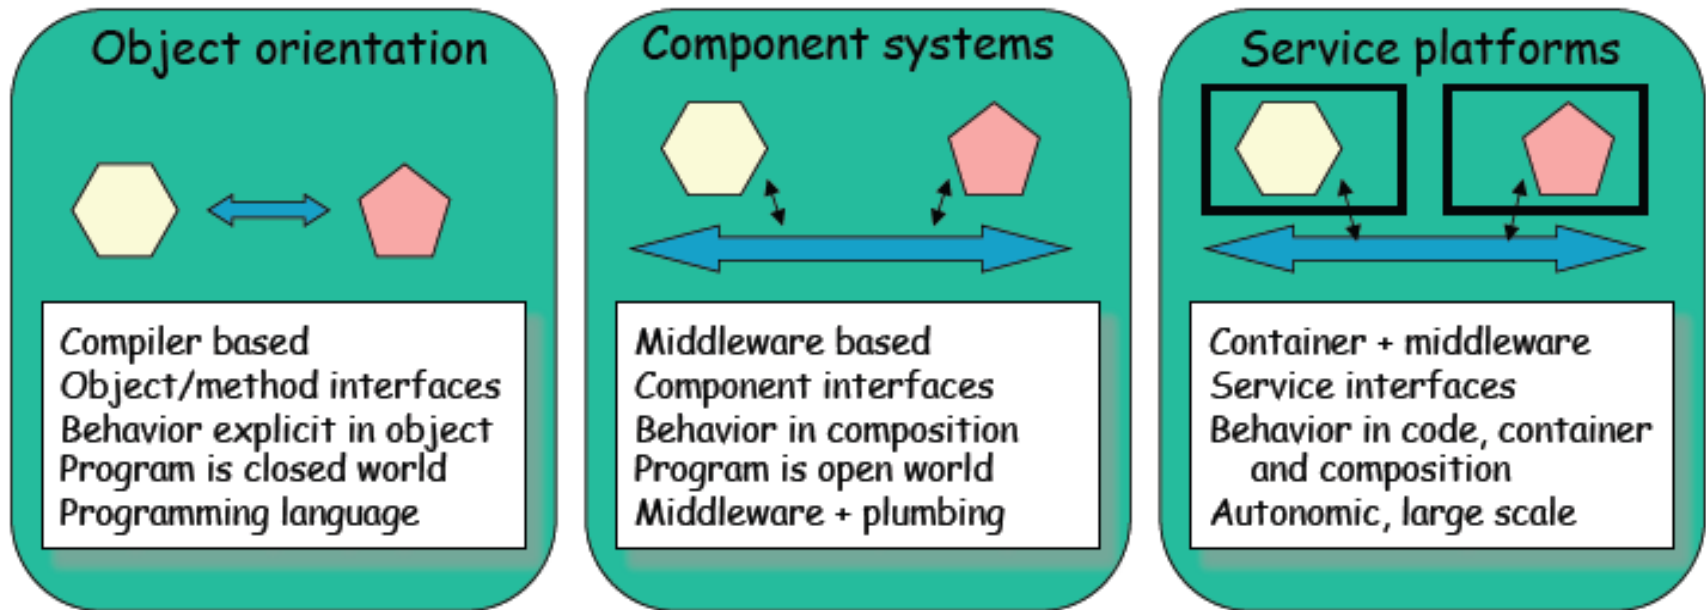 Object orientation
Compiler based
Object/method interfaces
Behavior explicit in object
Program is closed world
Programming language
Component systems
Middleware based
Component interfaces
Behavior in composition
Program is open world
Middleware + plumbing
Service platforms
Container + middleware
Service interfaces
Behavior in code, container
and composition
Autonomic, large scale